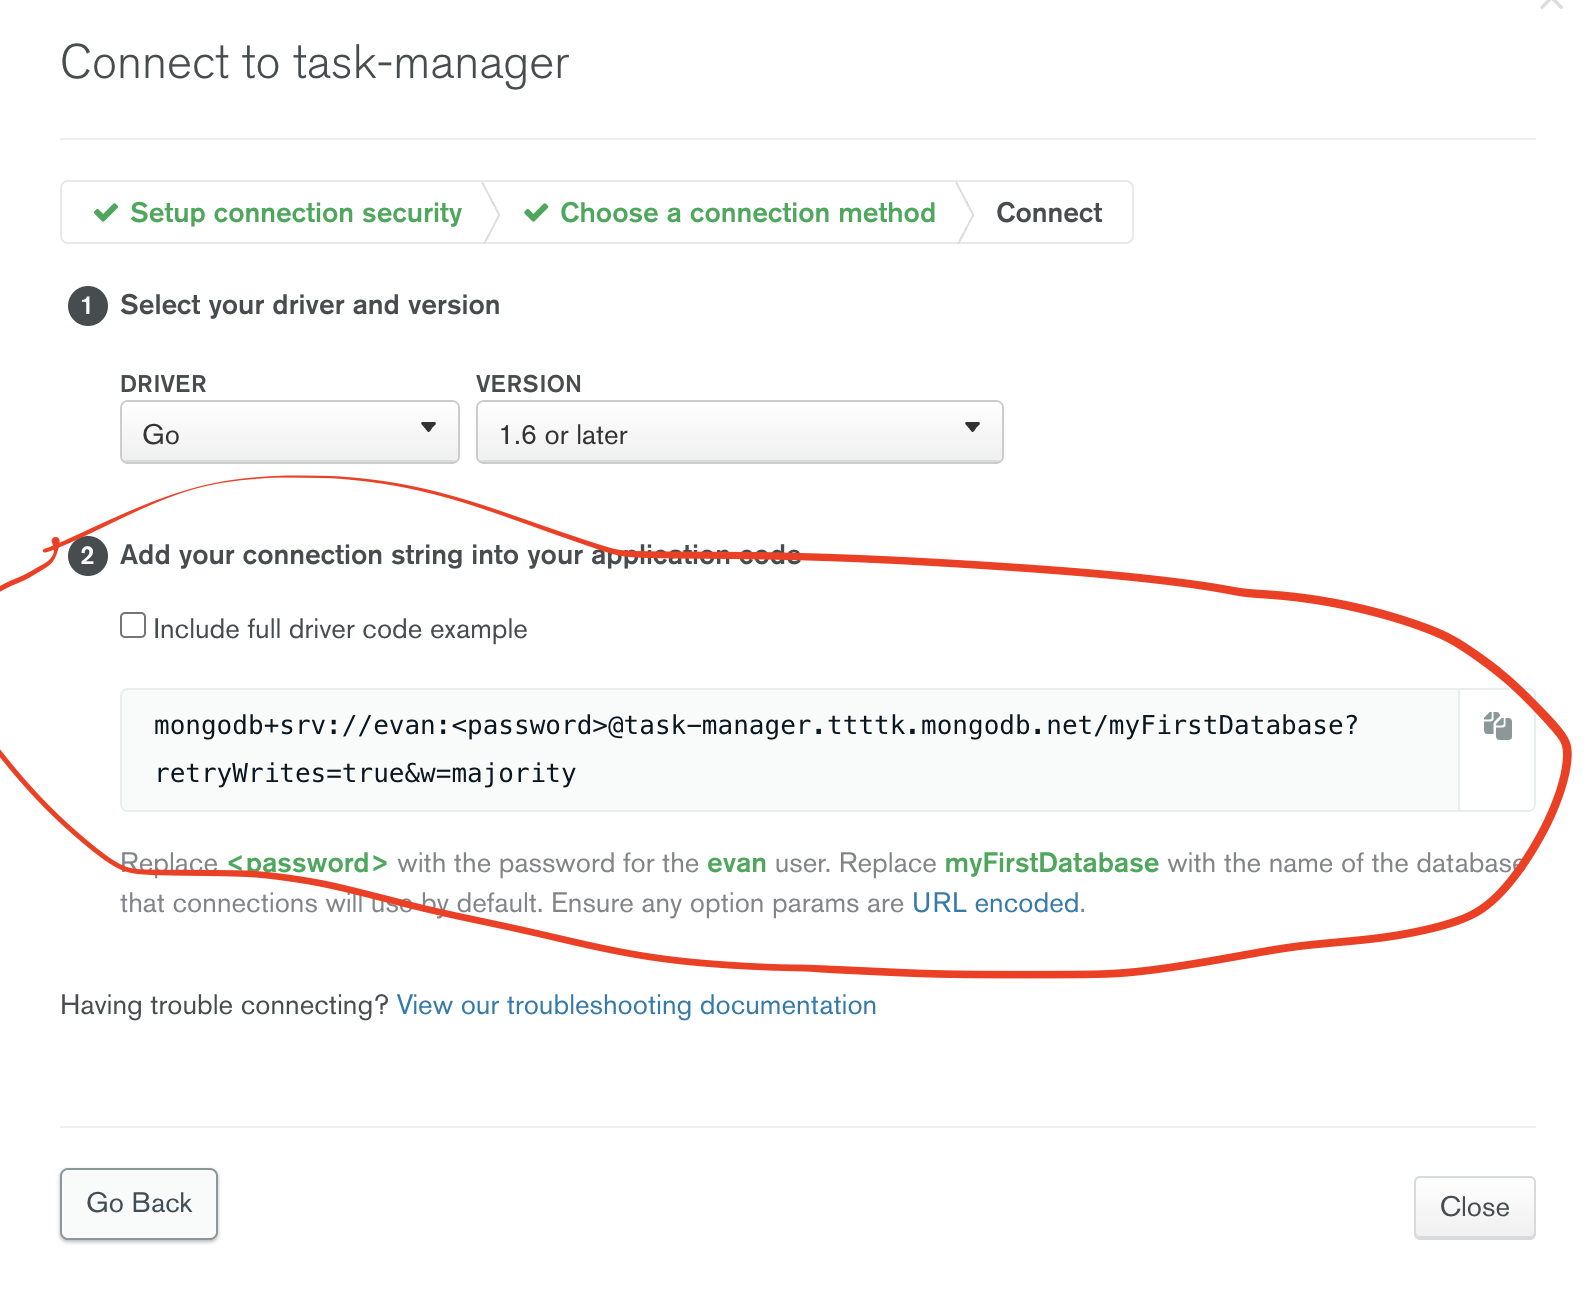 Connect to task-manager
Setup connection security
Choose a connection method
Connect
1 Select your driver and version
DRIVER VERSION
Go 1.6 or later
2 Add your connection string into your application code
Include full driver code example
mongodb+srv://evan:<password>@task-manager.ttttk.mongodb.net/myFirstDatabase?
retryWrites=true&w=majority
Replace <password> with the password for the evan user. Replace myFirstDatabase with the name of the database
that connections will use by default. Ensure any option params are URL encoded.
Having trouble connecting? View our troubleshooting documentation
Go Back
Close